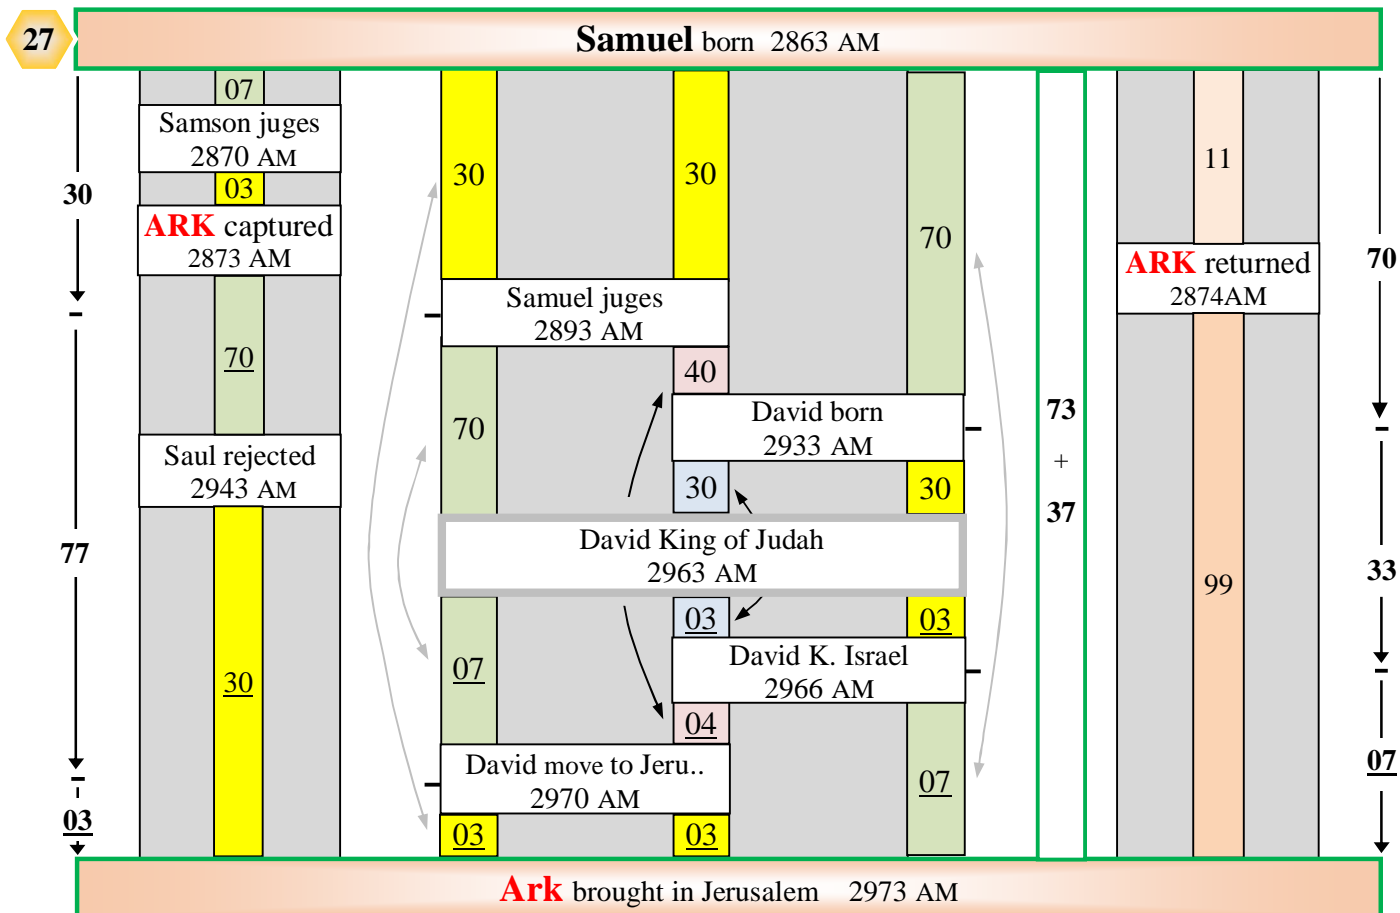 27
Samuel born 2863 AM
07
Samson juges
2870 AM
03
ARK captured
2873 AM
70
Saul rejected
2943 AM
30
30
77
03
30
30
Samuel juges
2893 AM
70
40
70
David born
2933 AM
30
30
David King of Judah
2963 AM
07
03
03
David K. Israel
2966 AM
04
07
David move to Jeru..
2970 AM
03
03
73
+
37
11
ARK returned
2874AM
99
70
33
07
Ark brought in Jerusalem 2973 AM